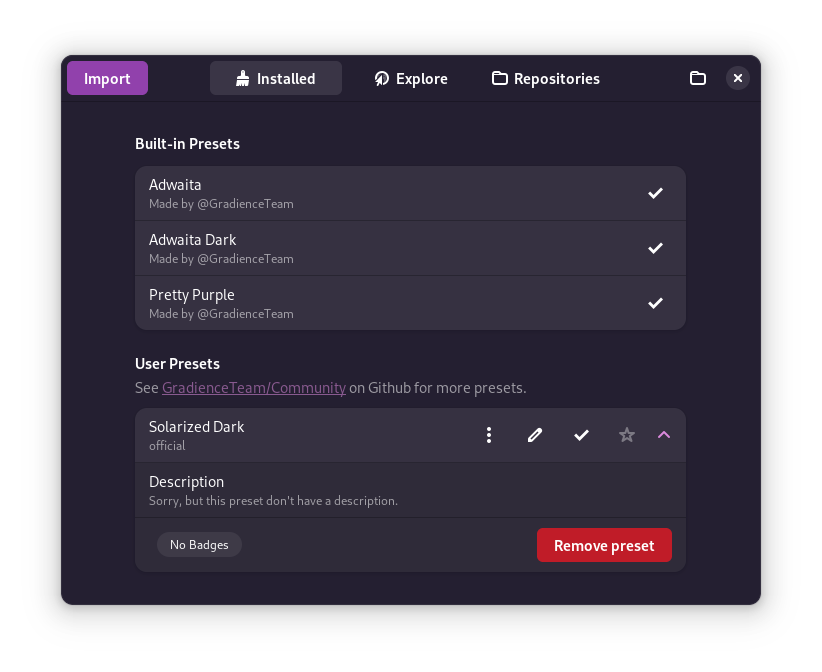 Import
Installed
Explore
Repositories
Built-in Presets
Adwaita
Made by @GradienceTeam
Adwaita Dark
Made by @GradienceTeam
Pretty Purple
Made by @GradienceTeam
User Presets
See GradienceTeam/Community on Github for more presets.
Solarized Dark
official
Description
Sorry, but this preset don't have a description.
No Badges
Remove preset